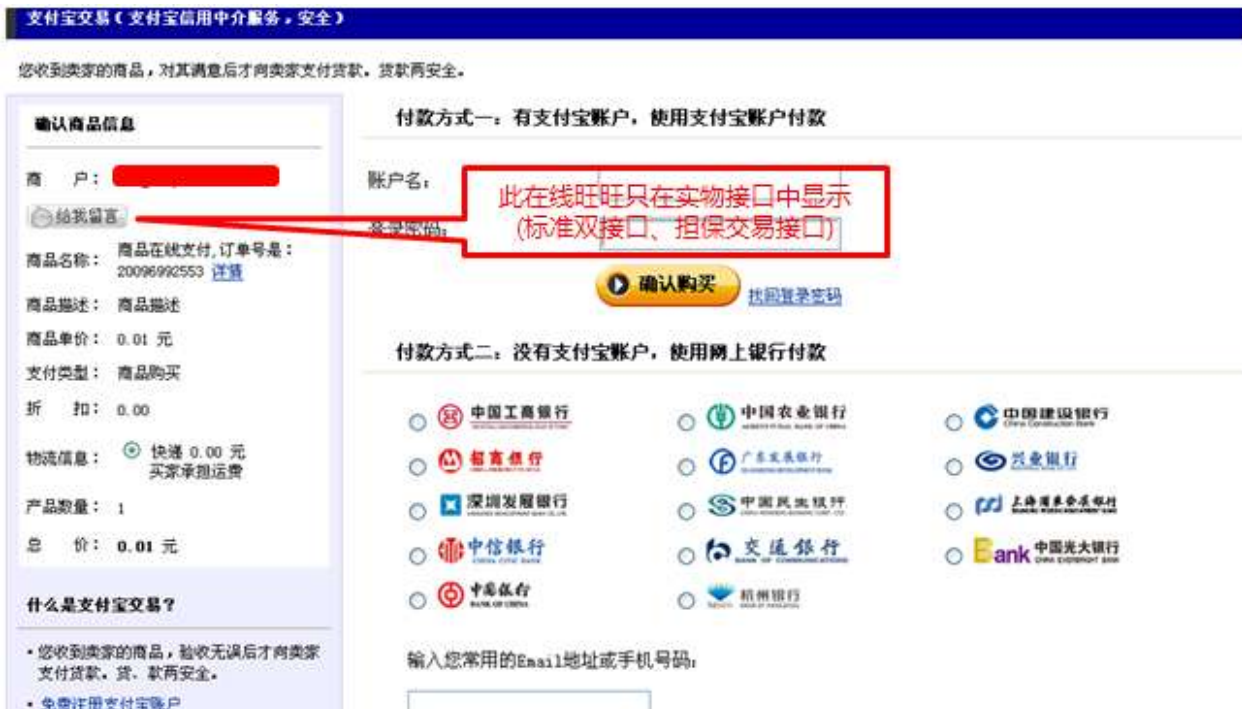 支付宝交易(支付宝信用中介服务,安全)
您收到卖家的商品,对其满意后才向卖家支付货款。货款两安全。
确认商品信息
商 户:
给我留言
商品名称: 商品在线支付,订单号是:
20096992553 详情
商品描述: 商品描述
商品单价: 0.01 元
支付类型: 商品购买
折 扣: 0.00
物流信息: 快递 0.00 元
买家承担运费
产品数量: 1
总 价: 0.01 元
什么是支付宝交易?
•您收到卖家的商品,验收无误后才向卖家
支付货款。货、款两安全。
•免费注册支付宝账户
付款方式一:有支付宝账户,使用支付宝账户付款
账户名:
此在线旺旺只在实物接口中显示
(标准双接口、担保交易接口)
登录密码:
确认购买 找回登录密码
付款方式二:没有支付宝账户,使用网上银行付款
中国工商银行 中国农业银行 中国建设银行
China Construction Bank
招商银行 广东发展银行 兴业银行
深圳发展银行 中国民生银行 上海浦东发展银行
中信银行 交通银行 Bank 中国光大银行
CHINA CITIC BANK BANK OF COMMUNICATIONS CHINA EVERBRIGHT BANK
中国银行 杭州银行
BANK OF CHINA
输入您常用的Email地址或手机号码: